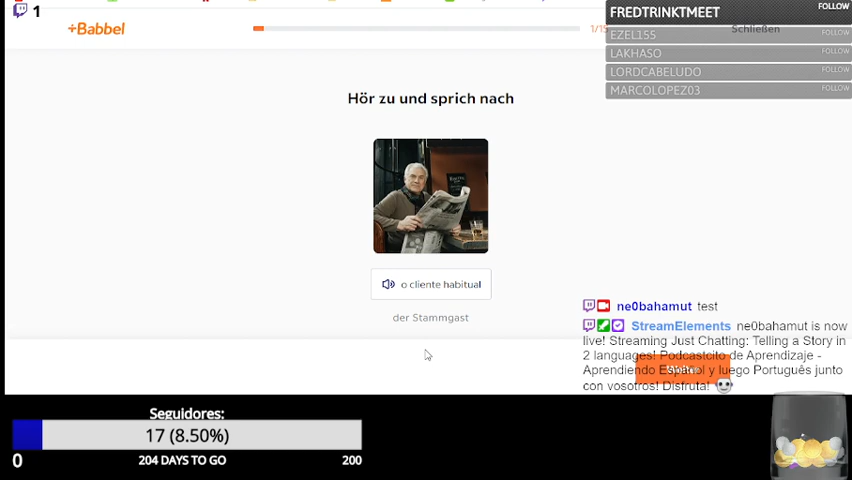 1
+Babbel
1/15
Schließen
FREDTRINKTMEET FOLLOW
EZEL155 FOLLOW
LAKHASO FOLLOW
LORDCABELUDO FOLLOW
MARCOLOPEZ03 FOLLOW
Hör zu und sprich nach
o cliente habitual
der Stammgast
ne0bahamut test
StreamElements ne0bahamut is now
live! Streaming Just Chatting: Telling a Story in
2 languages! Podcastcito de Aprendizaje -
Aprendiendo Español y luego Português junto
con vosotros! Disfruta!
Seguidores:
17 (8.50%)
0 204 DAYS TO GO 200